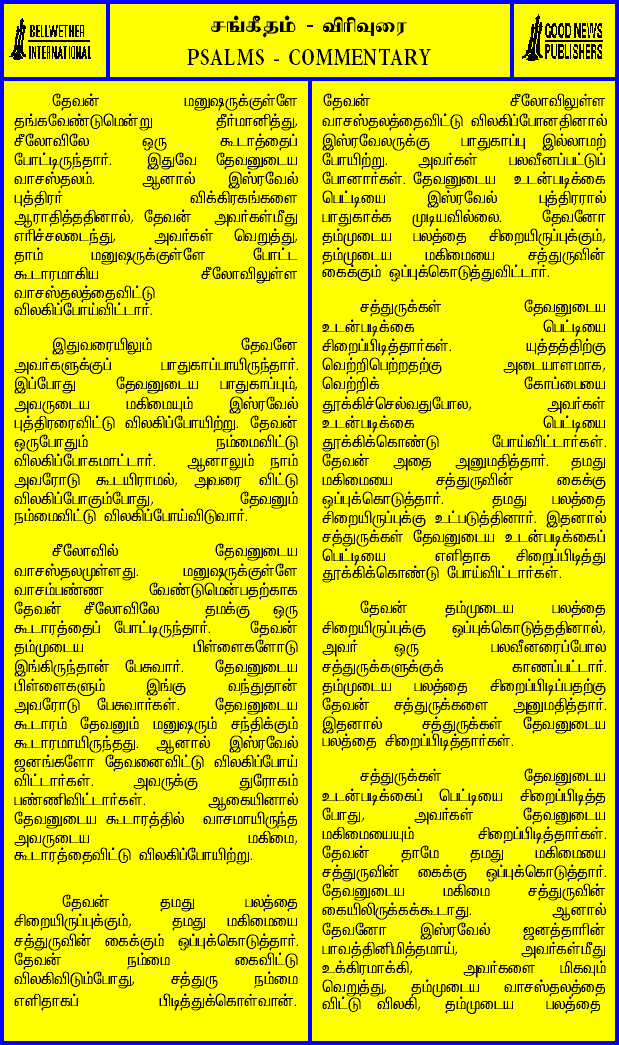 BELLWETHER
INTERNATIONAL
சங்கீதம் - விரிவுரை
PSALMS - COMMENTARY
GOOD NEWS
PUBLISHERS
தேவன் மனுஷருக்குள்ளே
தங்கவேண்டுமென்று தீர்மானித்து,
சீலோவிலே ஒரு கூடாத்தைப்
போட்டிருந்தார். இதுவே தேவனுடைய
வாசஸ்தலம். ஆனால் இஸ்ரவேல்
புத்திரர் விக்கிரகங்களை
ஆராதித்ததினால், தேவன் அவர்கள்மீது
எரிச்சலடைந்து, அவர்கள் வெறுத்து,
தாம் மனுஷருக்குள்ளே போட்ட
கூடாரமாகிய சீலோவிலுள்ள
வாசஸ்தலத்தைவிட்டு
விலகிப்போய்விட்டார்.
இதுவரையிலும் தேவனே
அவர்களுக்குப் பாதுகாப்பாயிருந்தார்.
இப்போது தேவனுடைய பாதுகாப்பும்,
அவருடைய மகிமையும் இஸ்ரவேல்
புத்திரரைவிட்டு விலகிப்போயிற்று. தேவன்
ஒருபோதும் நம்மைவிட்டு
விலகிப்போகமாட்டார். ஆனாலும் நாம்
அவரோடு கூடயிராமல், அவரை விட்டு
விலகிப்போகும்போது, தேவனும்
நம்மைவிட்டு விலகிப்போய்விடுவார்.
சீலோவில் தேவனுடைய
வாசஸ்தலமுள்ளது. மனுஷருக்குள்ளே
வாசம்பண்ண வேண்டுமென்பதற்காக
தேவன் சீலோவிலே தமக்கு ஒரு
கூடாரத்தைப் போட்டிருந்தார். தேவன்
தம்முடைய பிள்ளைகளோடு
இங்கிருந்தான் பேசுவார். தேவனுடைய
பிள்ளைகளும் இங்கு வந்துதான்
அவரோடு பேசுவார்கள். தேவனுடைய
கூடாரம் தேவனும் மனுஷரும் சந்திக்கும்
கூடாரமாயிருந்தது. ஆனால் இஸ்ரவேல்
ஜனங்களோ தேவனைவிட்டு விலகிப்போய்
விட்டார்கள். அவருக்கு துரோகம்
பண்ணிவிட்டார்கள். ஆகையினால்
தேவனுடைய கூடாரத்தில் வாசமாயிருந்த
அவருடைய மகிமை,
கூடாரத்தைவிட்டு விலகிப்போயிற்று.
தேவன் தமது பலத்தை
சிறையிருப்புக்கும், தமது மகிமையை
சத்துருவின் கைக்கும் ஒப்புக்கொடுத்தார்.
தேவன் நம்மை கைவிட்டு
விலகிவிடும்போது, சத்துரு நம்மை
எளிதாகப் பிடித்துக்கொள்வான்.
தேவன் சீலோவிலுள்ள
வாசஸ்தலத்தைவிட்டு விலகிப்போனதினால்
இஸ்ரவேலருக்கு பாதுகாப்பு இல்லாமற்
போயிற்று. அவர்கள் பலவீனப்பட்டுப்
போனார்கள். தேவனுடைய உடன்படிக்கை
பெட்டியை இஸ்ரவேல் புத்திரரால்
பாதுகாக்க முடியவில்லை. தேவனோ
தம்முடைய பலத்தை சிறையிருப்புக்கும்,
தம்முடைய மகிமையை சத்துருவின்
கைக்கும் ஒப்புக்கொடுத்துவிட்டார்.
சத்துருக்கள் தேவனுடைய
உடன்படிக்கை பெட்டியை
சிறைப்பிடித்தார்கள். யுத்தத்திற்கு
வெற்றிபெற்றதற்கு அடையாளமாக,
வெற்றிக் கோப்பையை
தூக்கிச்செல்வதுபோல, அவர்கள்
உடன்படிக்கை பெட்டியை
தூக்கிக்கொண்டு போய்விட்டார்கள்.
தேவன் அதை அனுமதித்தார். தமது
மகிமையை சத்துருவின் கைக்கு
ஒப்புக்கொடுத்தார். தமது பலத்தை
சிறையிருப்புக்கு உட்படுத்தினார். இதனால்
சத்துருக்கள் தேவனுடைய உடன்படிக்கைப்
பெட்டியை எளிதாக சிறைப்பிடித்து
தூக்கிக்கொண்டு போய்விட்டார்கள்.
தேவன் தம்முடைய பலத்தை
சிறையிருப்புக்கு ஒப்புக்கொடுத்ததினால்,
அவர் ஒரு பலவீனரைப்போல
சத்துருக்களுக்குக் காணப்பட்டார்.
தம்முடைய பலத்தை சிறைப்பிடிப்பதற்கு
தேவன் சத்துருக்களை அனுமதித்தார்.
இதனால் சத்துருக்கள் தேவனுடைய
பலத்தை சிறைப்பிடித்தார்கள்.
சத்துருக்கள் தேவனுடைய
உடன்படிக்கைப் பெட்டியை சிறைப்பிடித்த
போது, அவர்கள் தேவனுடைய
மகிமையையும் சிறைப்பிடித்தார்கள்.
தேவன் தாமே தமது மகிமையை
சத்துருவின் கைக்கு ஒப்புக்கொடுத்தார்.
தேவனுடைய மகிமை சத்துருவின்
கையிலிருக்கக்கூடாது. ஆனால்
தேவனோ இஸ்ரவேல் ஜனத்தாரின்
பாவத்தினிமித்தமாய், அவர்கள்மீது
உக்கிரமாக்கி, அவர்களை மிகவும்
வெறுத்து, தம்முடைய வாசஸ்தலத்தை
விட்டு விலகி, தம்முடைய பலத்தை